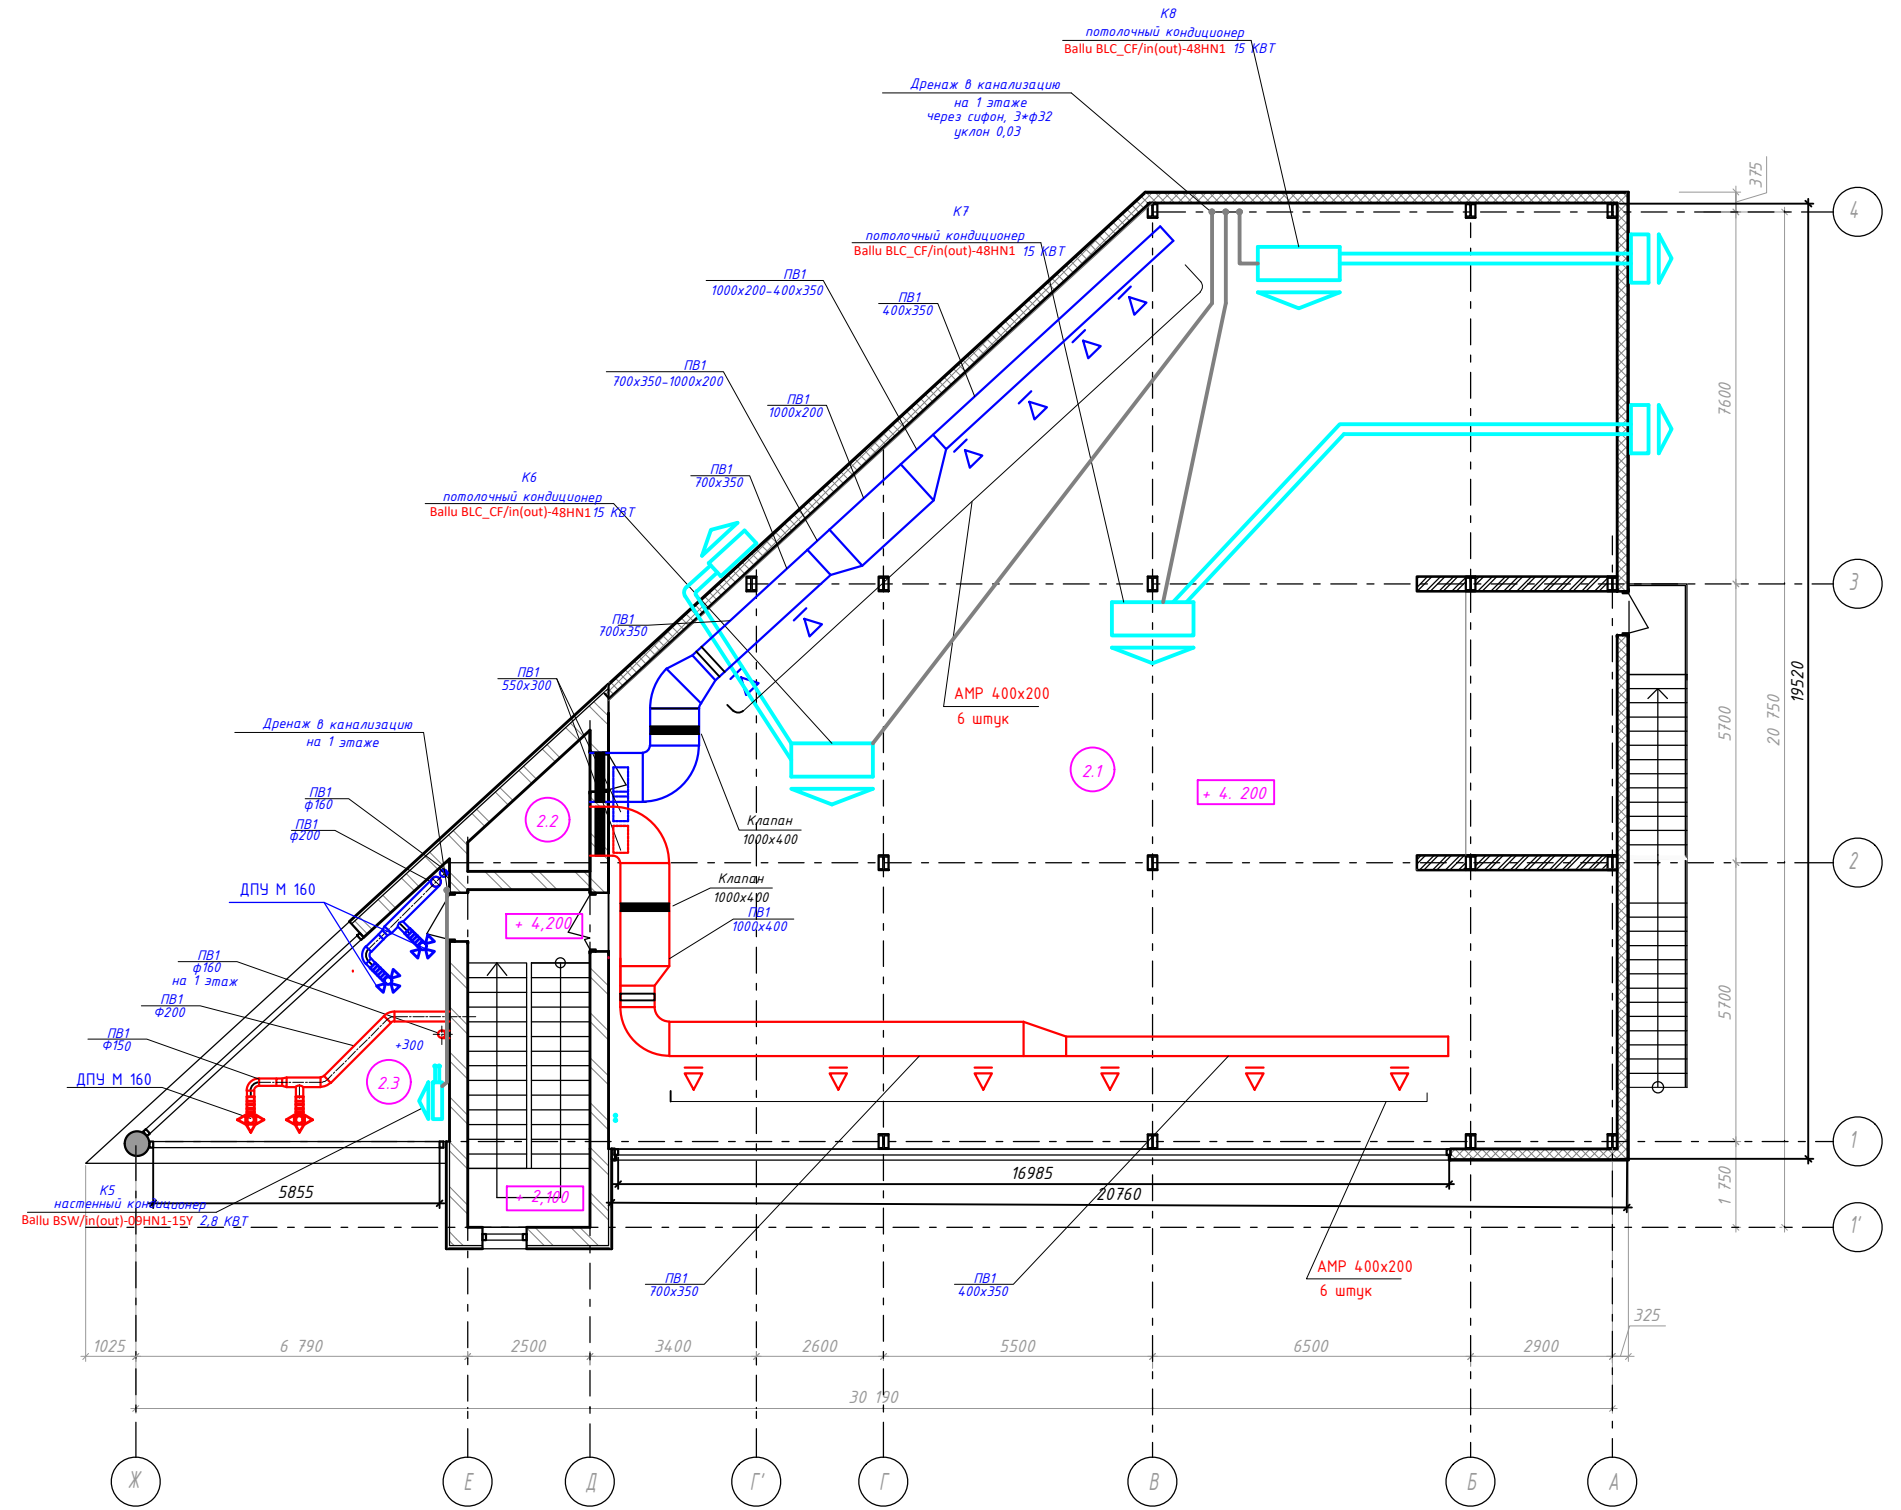 К8
потолочный кондиционер
Ballu BLC_CF/in(out)-48HN1 15 КВТ
Дренаж в канализацию
на 1 этаже
через сифон, 3*ф32
уклон 0,03
375
4
К7
потолочный кондиционер
Ballu BLC_CF/in(out)-48HN1 15 КВТ
ПВ1
1000х200-400х350
ПВ1
400х350
ПВ1
700х350-1000х200
ПВ1
1000х200
7600
К6
потолочный кондиционер
Ballu BLC_CF/in(out)-48HN1 15 КВТ
ПВ1
700х350
3
ПВ1
700х350
ПВ1
550х300
АМР 400х200
6 штук
19520
20 750
5700
Дренаж в канализацию
на 1 этаже
2.1
+ 4. 200
ПВ1
ф160
ПВ1
ф200
2.2
Клапан
1000х400
2
ДПУ М 160
Клапан
1000х400
ПВ1
1000х400
+ 4,200
ПВ1
ф160
на 1 этаж
ПВ1
Ф200
5700
ПВ1
Ф150
+300
ДПУ М 160
2.3
1
16985
20760
5855
+ 2,100
1 750
К5
настенный кондиционер
Ballu BSW/in(out)-09HN1-15Y 2,8 КВТ
1'
ПВ1
700х350
ПВ1
400х350
АМР 400х200
6 штук
325
1025
6 790
2500
3400
2600
5500
6500
2900
30 190
Ж
Е
Д
Г'
Г
В
Б
А